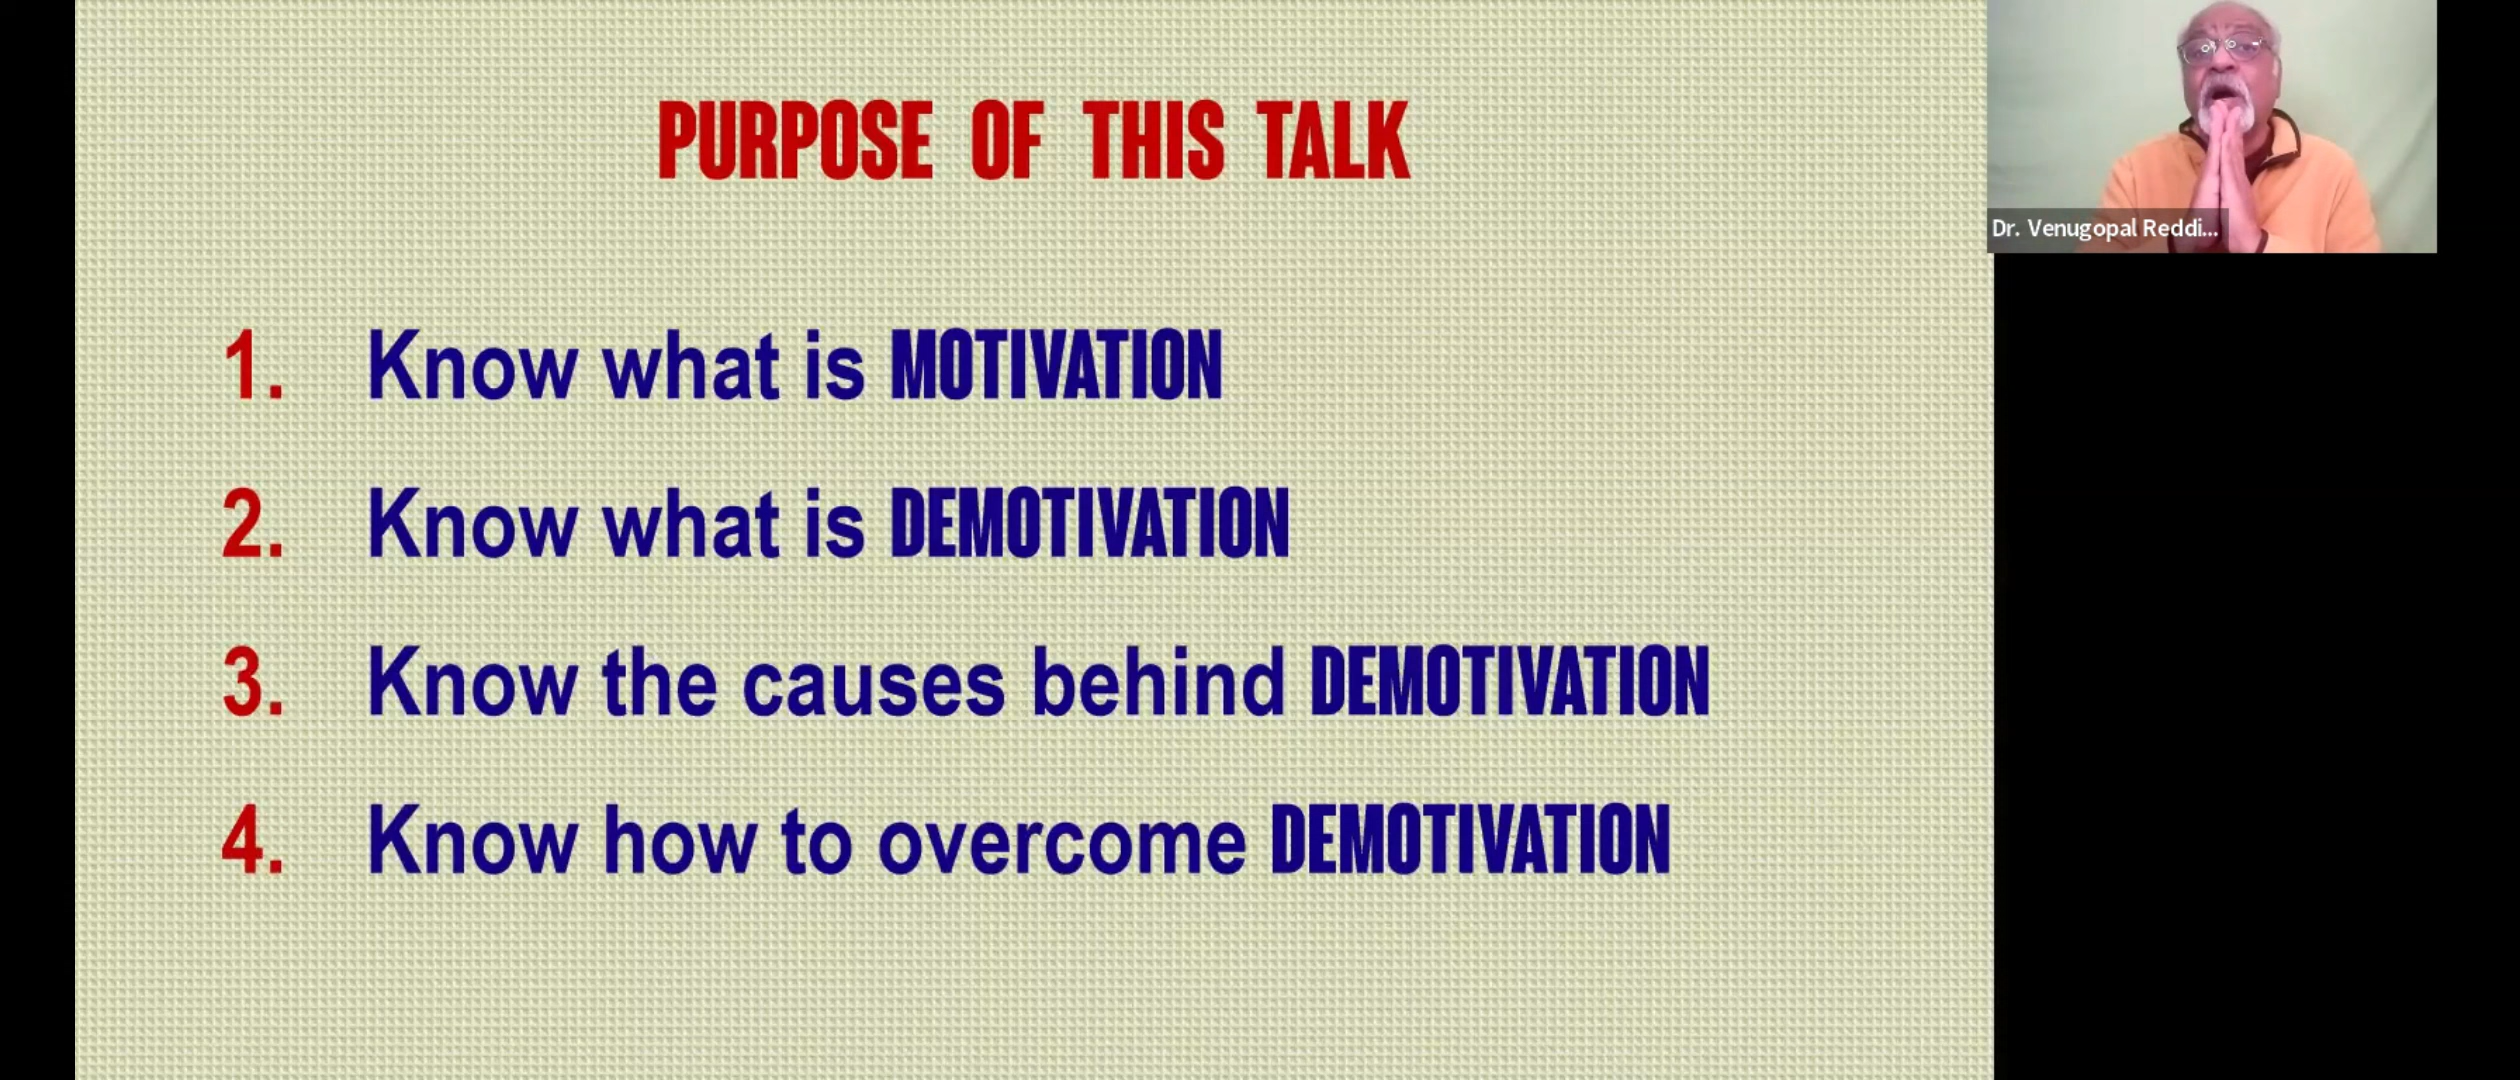 PURPOSE OF THIS TALK
1. Know what is MOTIVATION
2. Know what is DEMOTIVATION
3. Know the causes behind DEMOTIVATION
4. Know how to overcome DEMOTIVATION
Dr. Venugopal Reddi...